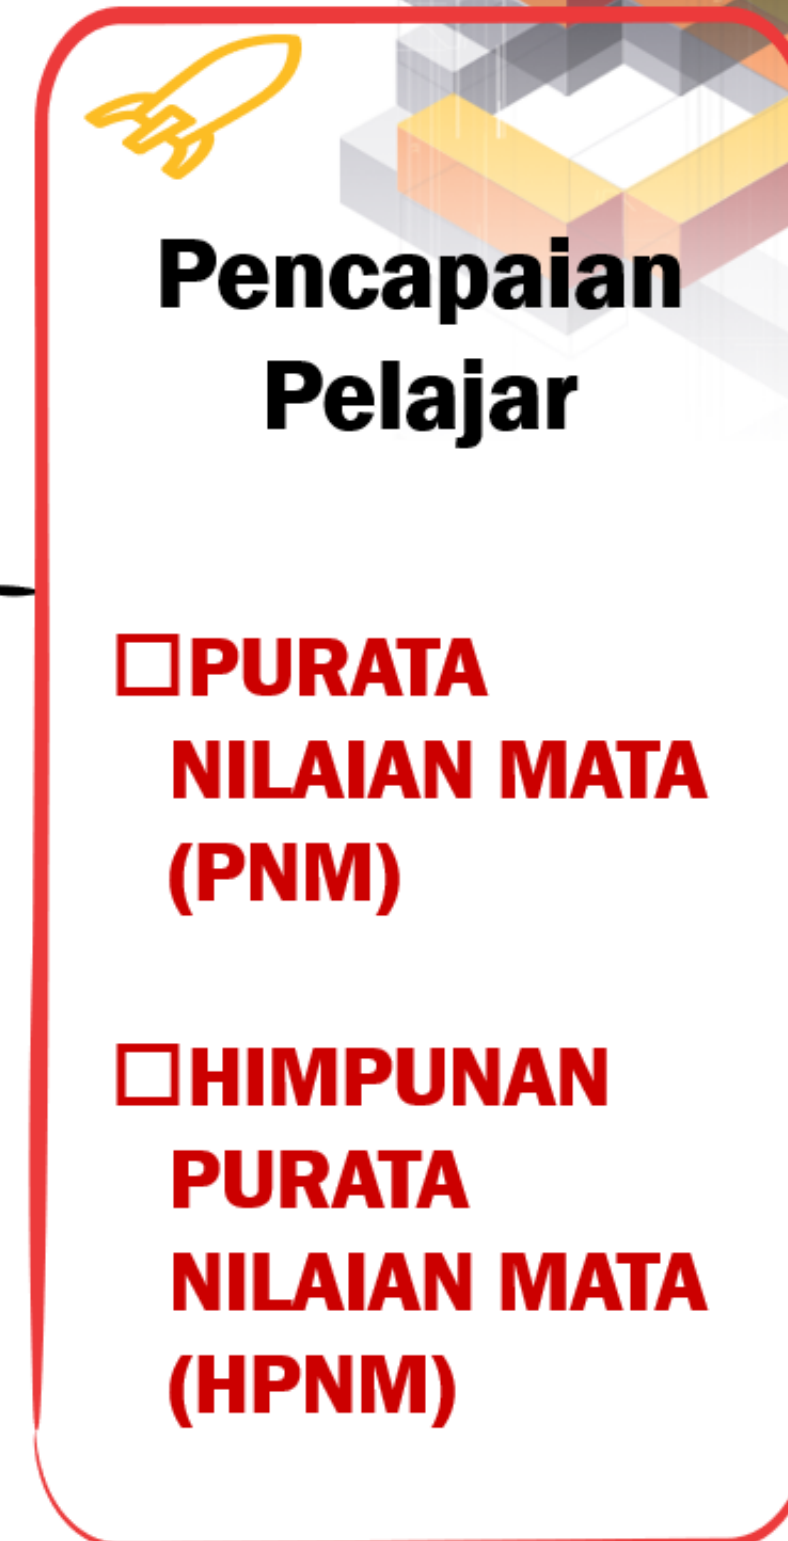 Pencapaian
Pelajar
☐PURATA
NILAIAN MATA
(PNM)
☐HIMPUNAN
PURATA
NILAIAN MATA
(HPNM)